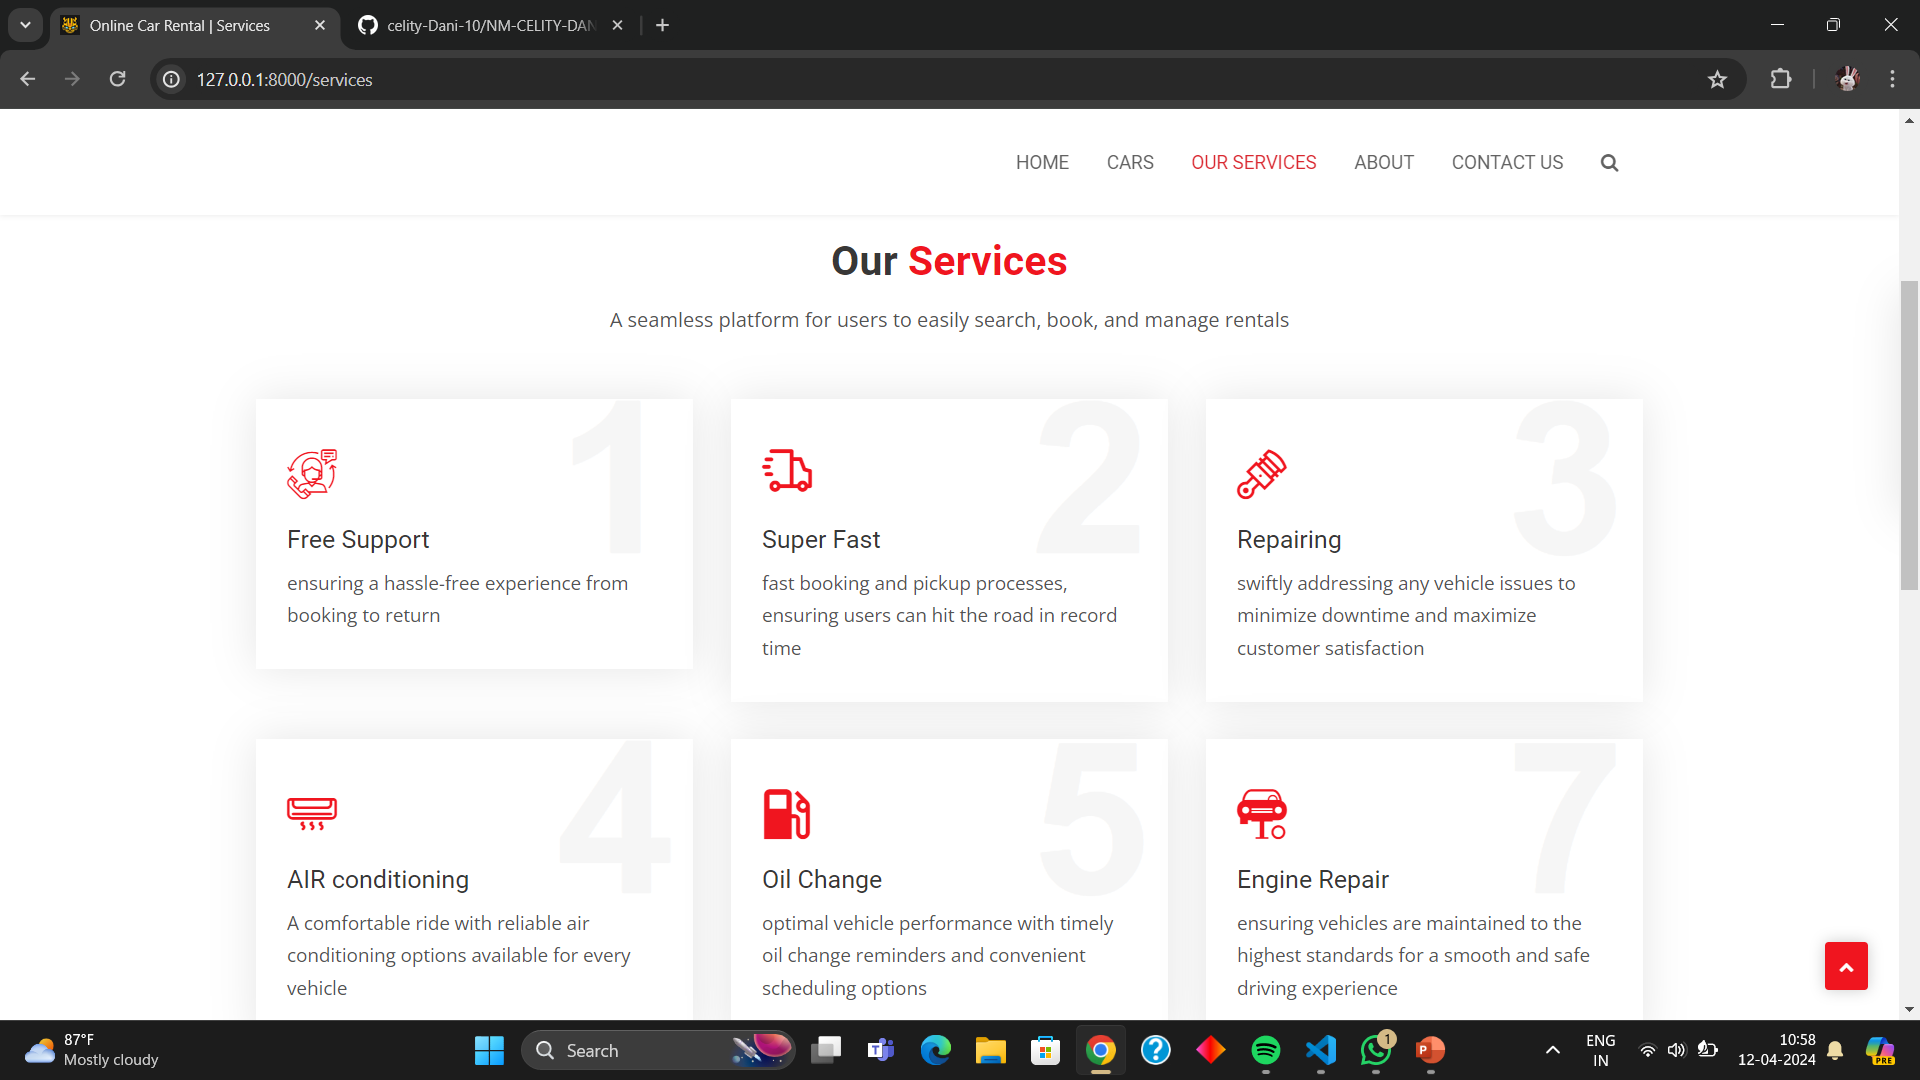 Online Car Rental | Services
celity-Dani-10/NM-CELITY-DAN
127.0.0.1:8000/services
HOME CARS OUR SERVICES ABOUT CONTACT US
Our Services
A seamless platform for users to easily search, book, and manage rentals
1
Free Support
ensuring a hassle-free experience from
booking to return
2
Super Fast
fast booking and pickup processes,
ensuring users can hit the road in record
time
3
Repairing
swiftly addressing any vehicle issues to
minimize downtime and maximize
customer satisfaction
4
AIR conditioning
A comfortable ride with reliable air
conditioning options available for every
vehicle
5
Oil Change
optimal vehicle performance with timely
oil change reminders and convenient
scheduling options
7
Engine Repair
ensuring vehicles are maintained to the
highest standards for a smooth and safe
driving experience
87°F
Mostly cloudy
Search
1
P
ENG
IN
10:58
12-04-2024
PRE